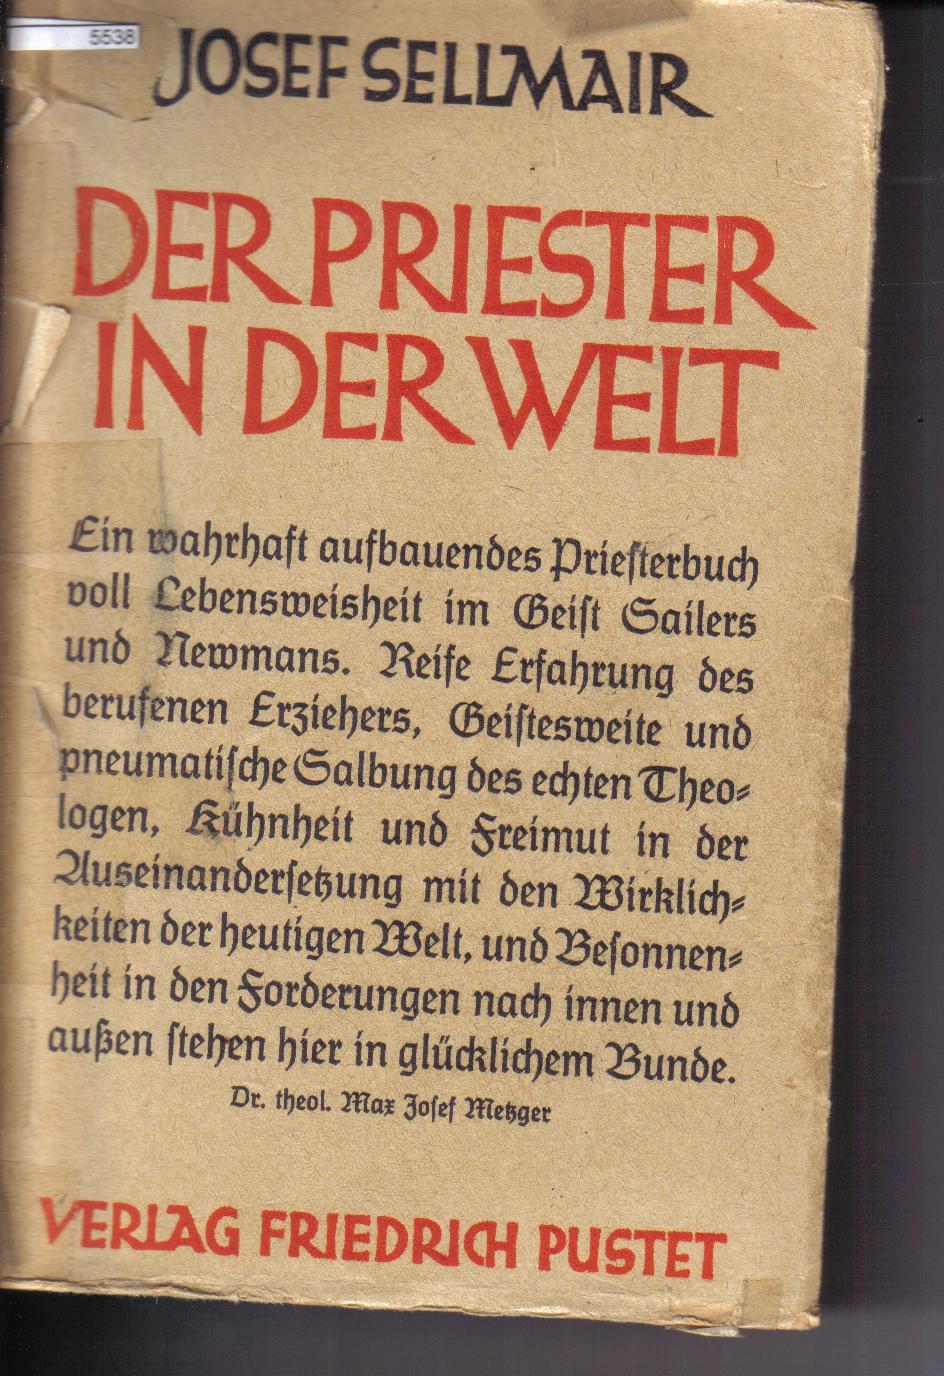 5538
JOSEF SELLMAIR
DER PRIESTER
IN DER WELT
Ein wahrhaft aufbauendes Prieſterbuch
voll Lebensweisheit im Geiſt Sailers
und Newmans. Reife Erfahrung des
berufenen Erziehers, Geiſtesweite und
pneumatiſche Salbung des echten Theo⸗
logen, Kühnheit und Freimut in der
Auseinanderſetzung mit den Wirklich⸗
keiten der heutigen Welt, und Beſonnen⸗
heit in den Forderungen nach innen und
außen ſtehen hier in glücklichem Bunde.
Dr. theol. Max Joſef Metzger
VERLAG FRIEDRICH PUSTET